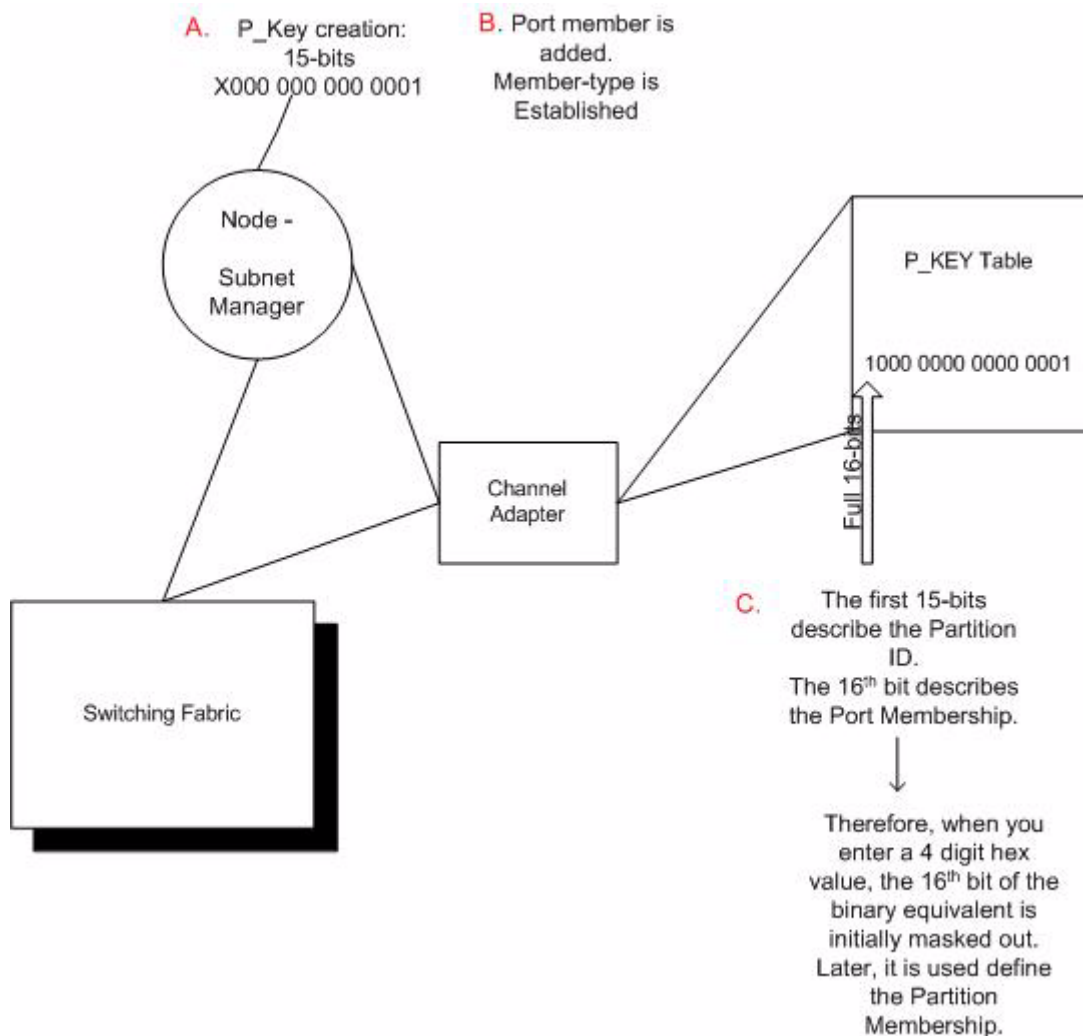 A. P_Key creation:
15-bits
X000 000 000 0001
B. Port member is
added.
Member-type is
Established
Node -
Subnet
Manager
P_KEY Table
1000 0000 0000 0001
Full 16-bits
Channel
Adapter
Switching Fabric
C. The first 15-bits
describe the Partition
ID.
The 16th bit describes
the Port Membership.
Therefore, when you
enter a 4 digit hex
value, the 16th bit of the
binary equivalent is
initially masked out.
Later, it is used define
the Partition
Membership.